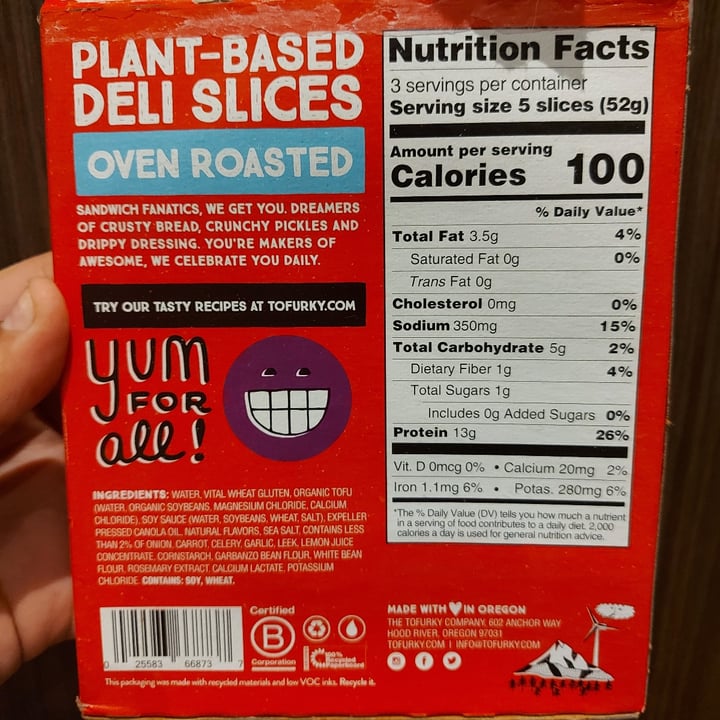 PLANT-BASED
DELI SLICES
OVEN ROASTED
SANDWICH FANATICS, WE GET YOU. DREAMERS
OF CRUSTY BREAD, CRUNCHY PICKLES AND
DRIPPY DRESSING. YOU'RE MAKERS OF
AWESOME, WE CELEBRATE YOU DAILY.
TRY OUR TASTY RECIPES AT TOFURKY.COM
YUM
FOR
all!
INGREDIENTS: WATER, VITAL WHEAT GLUTEN, ORGANIC TOFU
(WATER, ORGANIC SOYBEANS, MAGNESIUM CHLORIDE, CALCIUM
CHLORIDE), SOY SAUCE (WATER, SOYBEANS, WHEAT, SALT), EXPELLER
PRESSED CANOLA OIL, NATURAL FLAVORS, SEA SALT, CONTAINS LESS
THAN 2% OF ONION, CARROT, CELERY, GARLIC, LEEK, LEMON JUICE
CONCENTRATE, CORNSTARCH, GARBANZO BEAN FLOUR, WHITE BEAN
FLOUR, ROSEMARY EXTRACT, CALCIUM LACTATE, POTASSIUM
CHLORIDE. CONTAINS: SOY, WHEAT.
0 25583 66873 7
Certified
B
Corporation
100%
Recycled
Paperboard
This packaging was made with recycled materials and low VOC inks. Recycle it.
Nutrition Facts
3 servings per container
Serving size 5 slices (52g)
Amount per serving
Calories 100
% Daily Value*
Total Fat 3.5g 4%
Saturated Fat 0g 0%
Trans Fat 0g
Cholesterol 0mg 0%
Sodium 350mg 15%
Total Carbohydrate 5g 2%
Dietary Fiber 1g 4%
Total Sugars 1g
Includes 0g Added Sugars 0%
Protein 13g 26%
Vit. D 0mcg 0% • Calcium 20mg 2%
Iron 1.1mg 6% • Potas. 280mg 6%
*The % Daily Value (DV) tells you how much a nutrient
in a serving of food contributes to a daily diet. 2,000
calories a day is used for general nutrition advice.
MADE WITH ♥ IN OREGON
THE TOFURKY COMPANY, 602 ANCHOR WAY
HOOD RIVER, OREGON 97031
TOFURKY.COM | INFO@TOFURKY.COM